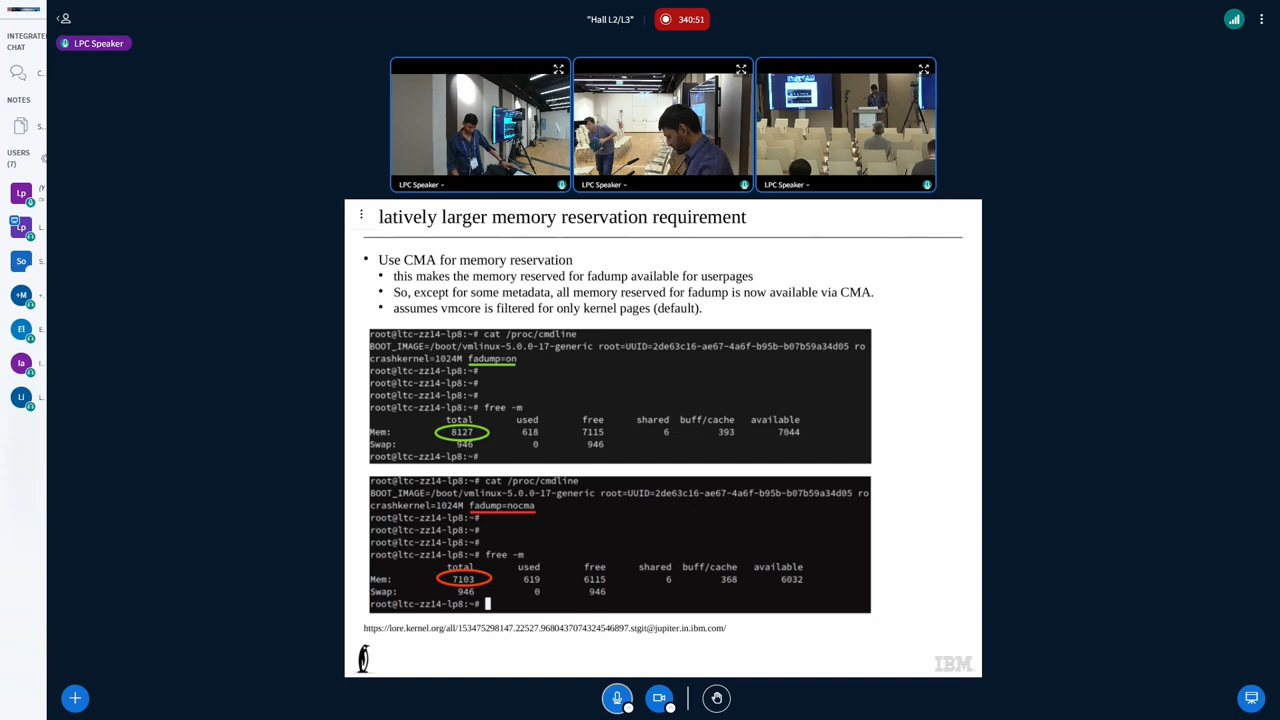 "Hall L2/L3"
340:51
INTEGRATE
CHAT
C.
NOTES
S..
USERS
(7)
LPC Speaker
LPC Speaker
LPC Speaker
LPC Speaker
Lp
Lp
L.
So
S.
+M
+.
El
E.
Ia
I..
Li
L.
latively larger memory reservation requirement
• Use CMA for memory reservation
• this makes the memory reserved for fadump available for userpages
• So, except for some metadata, all memory reserved for fadump is now available via CMA.
• assumes vmcore is filtered for only kernel pages (default).
root@ltc-zz14-lp8:~# cat /proc/cmdline
BOOT_IMAGE=/boot/vmlinux-5.0.0-17-generic root=UUID=2de63c16-ae67-4a6f-b95b-b07b59a34d05 ro
crashkernel=1024M fadump=on
root@ltc-zz14-lp8:~#
root@ltc-zz14-lp8:~#
root@ltc-zz14-lp8:~#
root@ltc-zz14-lp8:~# free -m
total used free shared buff/cache available
Mem: 8127 618 7115 6 393 7044
Swap: 946 0 946
root@ltc-zz14-lp8:~#
root@ltc-zz14-lp8:~# cat /proc/cmdline
BOOT_IMAGE=/boot/vmlinux-5.0.0-17-generic root=UUID=2de63c16-ae67-4a6f-b95b-b07b59a34d05 ro
crashkernel=1024M fadump=nocma
root@ltc-zz14-lp8:~#
root@ltc-zz14-lp8:~#
root@ltc-zz14-lp8:~#
root@ltc-zz14-lp8:~# free -m
total used free shared buff/cache available
Mem: 7103 619 6115 6 368 6032
Swap: 946 0 946
root@ltc-zz14-lp8:~#
https://lore.kernel.org/all/153475298147.22527.9680437074324546897.stgit@jupiter.in.ibm.com/
IBM